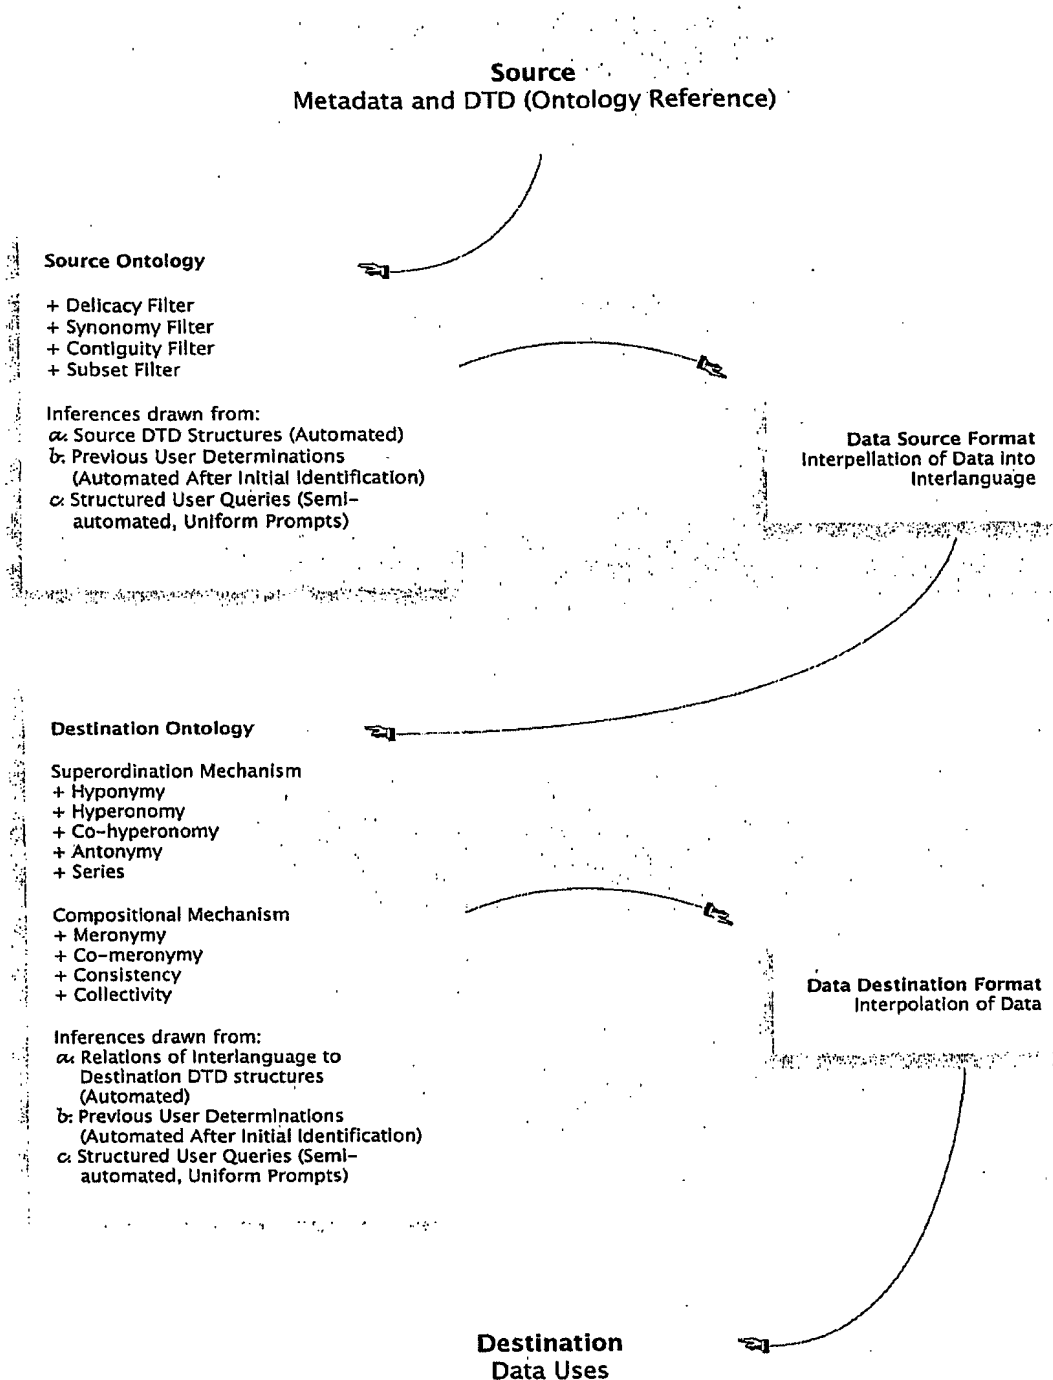 Source
Metadata and DTD (Ontology Reference)
Source Ontology
+ Delicacy Filter
+ Synonomy Filter
+ Contiguity Filter
+ Subset Filter
Inferences drawn from:
a. Source DTD Structures (Automated)
b. Previous User Determinations
(Automated After Initial Identification)
c. Structured User Queries (Semi-
automated, Uniform Prompts)
Data Source Format
Interpellation of Data into
Interlanguage
Destination Ontology
Superordination Mechanism
+ Hyponymy
+ Hyperonomy
+ Co-hyperonomy
+ Antonymy
+ Series
Compositional Mechanism
+ Meronymy
+ Co-meronymy
+ Consistency
+ Collectivity
Inferences drawn from:
a. Relations of Interlanguage to
Destination DTD structures
(Automated)
b. Previous User Determinations
(Automated After Initial Identification)
c. Structured User Queries (Semi-
automated, Uniform Prompts)
Data Destination Format
Interpolation of Data
Destination
Data Uses